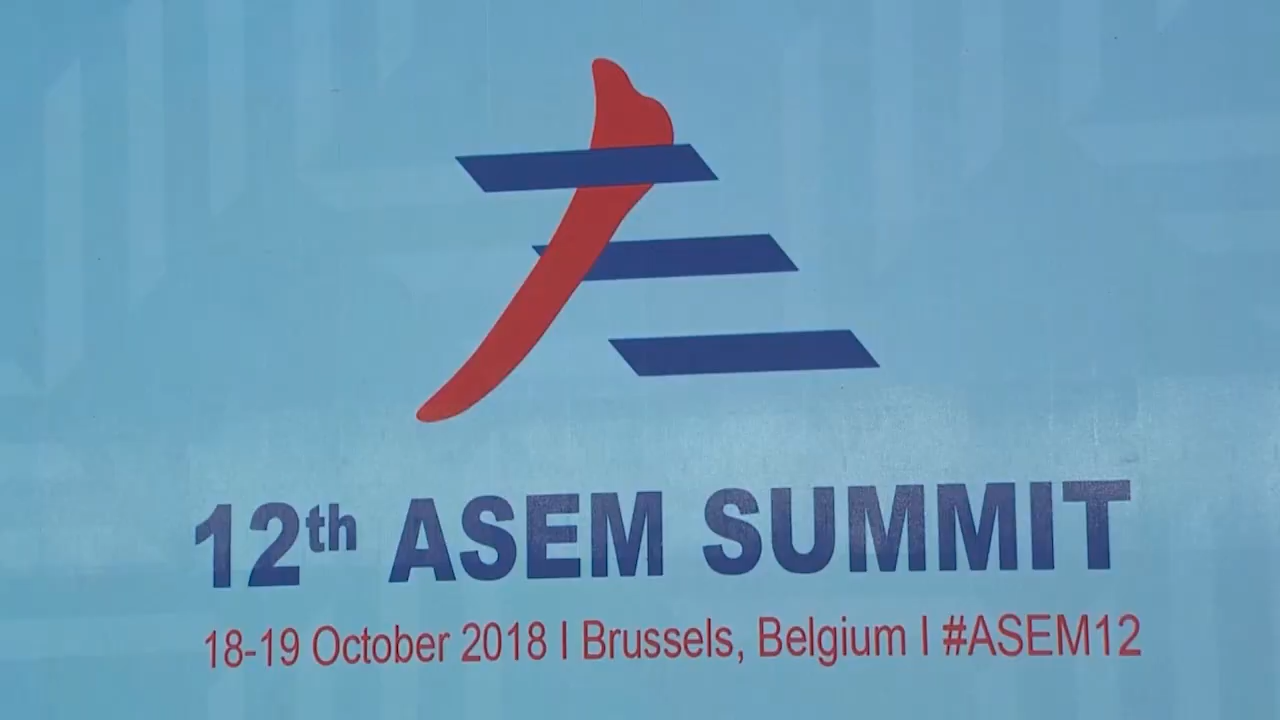 12th ASEM SUMMIT
18-19 October 2018 I Brussels, Belgium I #ASEM12